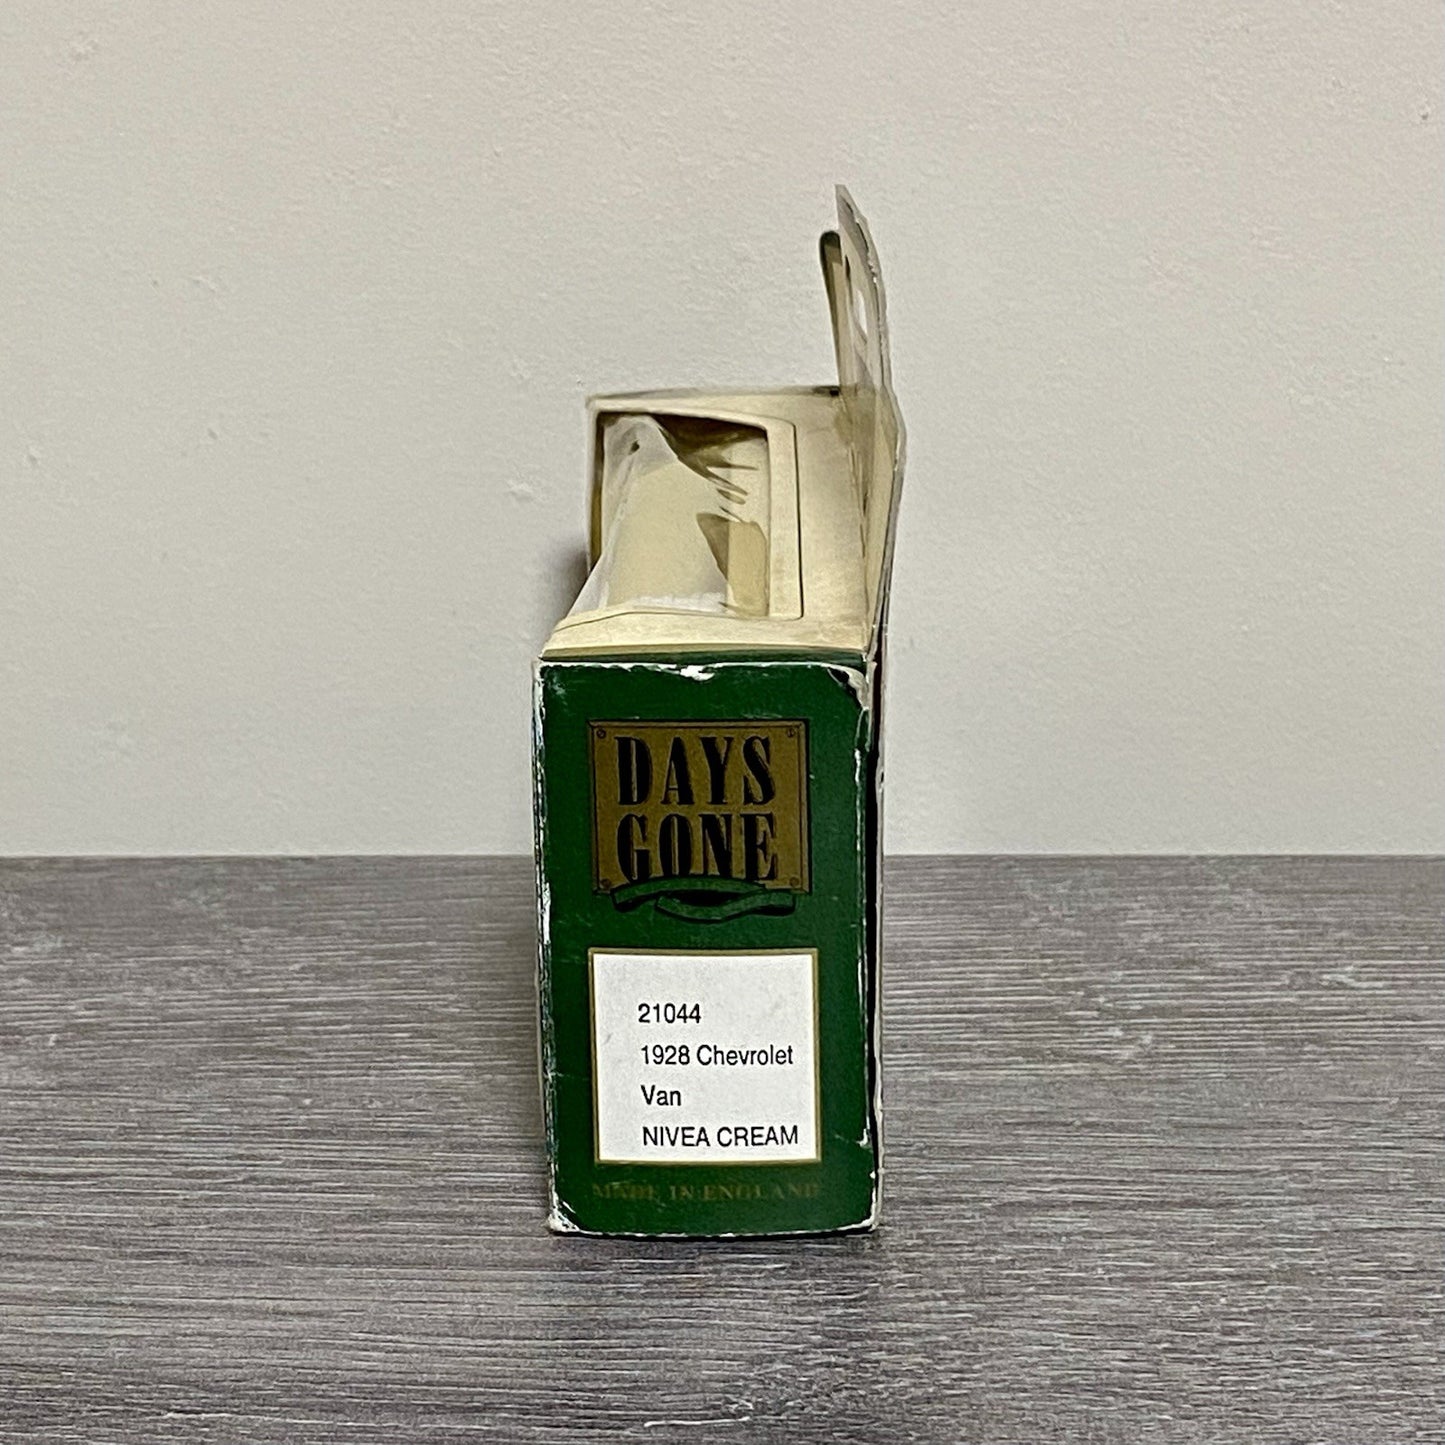 DAYS
GONE
21044
1928 Chevrolet
Van
NIVEA CREAM
MADE IN ENGLAND